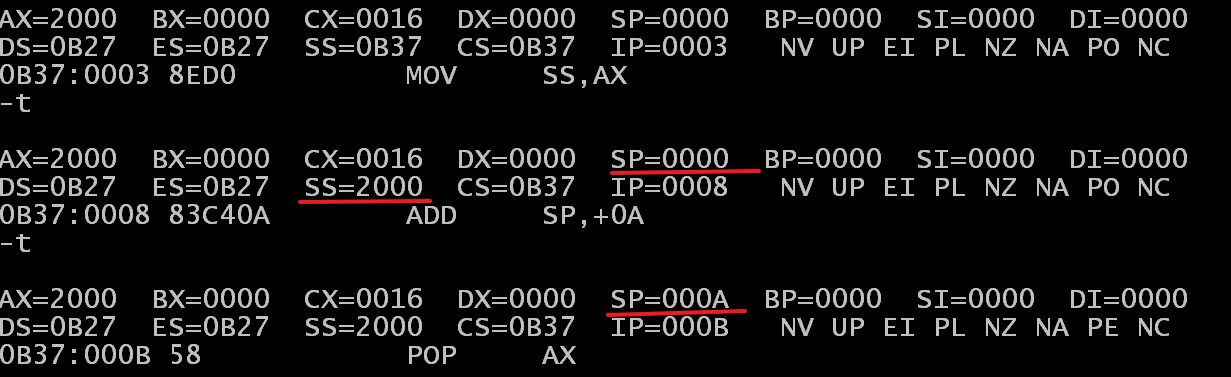 AX=2000  BX=0000  CX=0016  DX=0000  SP=0000  BP=0000  SI=0000  DI=0000
DS=0B27  ES=0B27  SS=0B37  CS=0B37  IP=0003   NV UP EI PL NZ NA PO NC
0B37:0003 8ED0          MOV     SS,AX
-t
AX=2000  BX=0000  CX=0016  DX=0000  SP=0000  BP=0000  SI=0000  DI=0000
DS=0B27  ES=0B27  SS=2000  CS=0B37  IP=0008   NV UP EI PL NZ NA PO NC
0B37:0008 83C40A        ADD     SP,+0A
-t
AX=2000  BX=0000  CX=0016  DX=0000  SP=000A  BP=0000  SI=0000  DI=0000
DS=0B27  ES=0B27  SS=2000  CS=0B37  IP=000B   NV UP EI PL NZ NA PE NC
0B37:000B 58            POP     AX